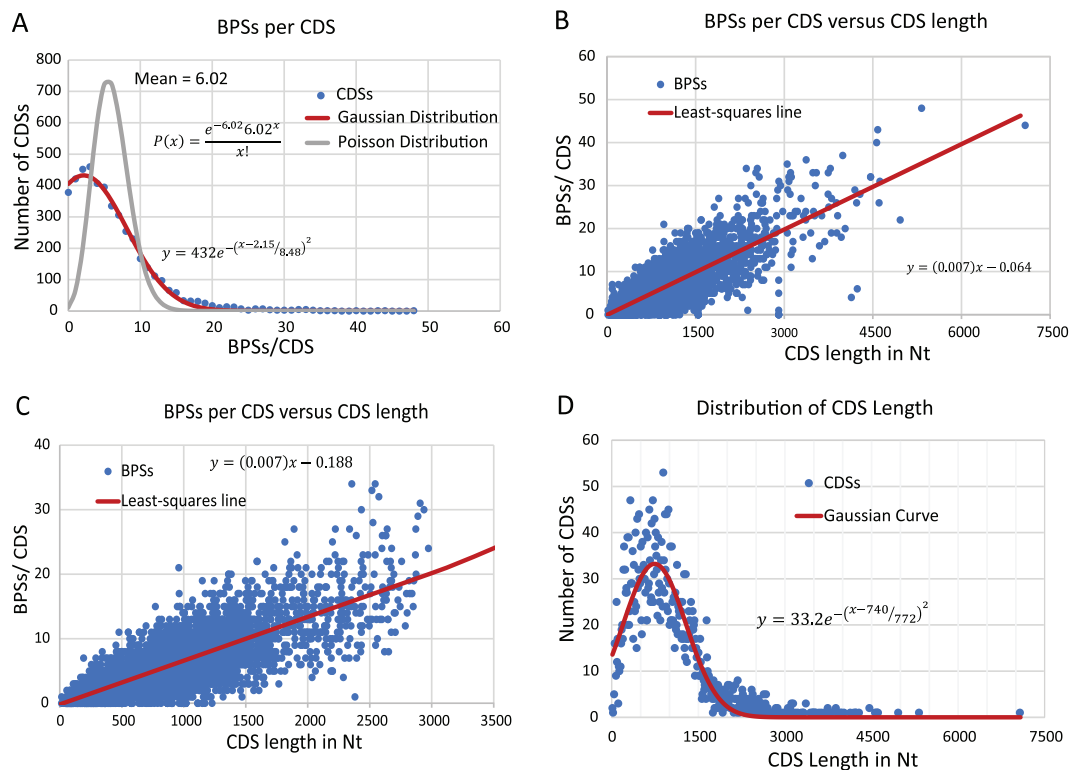 A
BPSs per CDS
Number of CDSs
800
700
600
500
400
300
200
100
0
Mean = 6.02
CDSs
Gaussian Distribution
Poisson Distribution
P(x) = e^{−6.02}6.02^x / x!
y = 432e^{−(x−2.15/8.48)^2}
0 10 20 30 40 50 60
BPSs/CDS
B
BPSs per CDS versus CDS length
BPSs/ CDS
60
50
40
30
20
10
0
BPSs
Least-squares line
y = (0.007)x − 0.064
0 1500 3000 4500 6000 7500
CDS length in Nt
C
BPSs per CDS versus CDS length
BPSs/ CDS
40
30
20
10
0
BPSs
y = (0.007)x − 0.188
Least-squares line
0 500 1000 1500 2000 2500 3000 3500
CDS length in Nt
D
Distribution of CDS Length
Number of CDSs
60
50
40
30
20
10
0
CDSs
Gaussian Curve
y = 33.2e^{−(x−740/772)^2}
0 1500 3000 4500 6000 7500
CDS Length in Nt